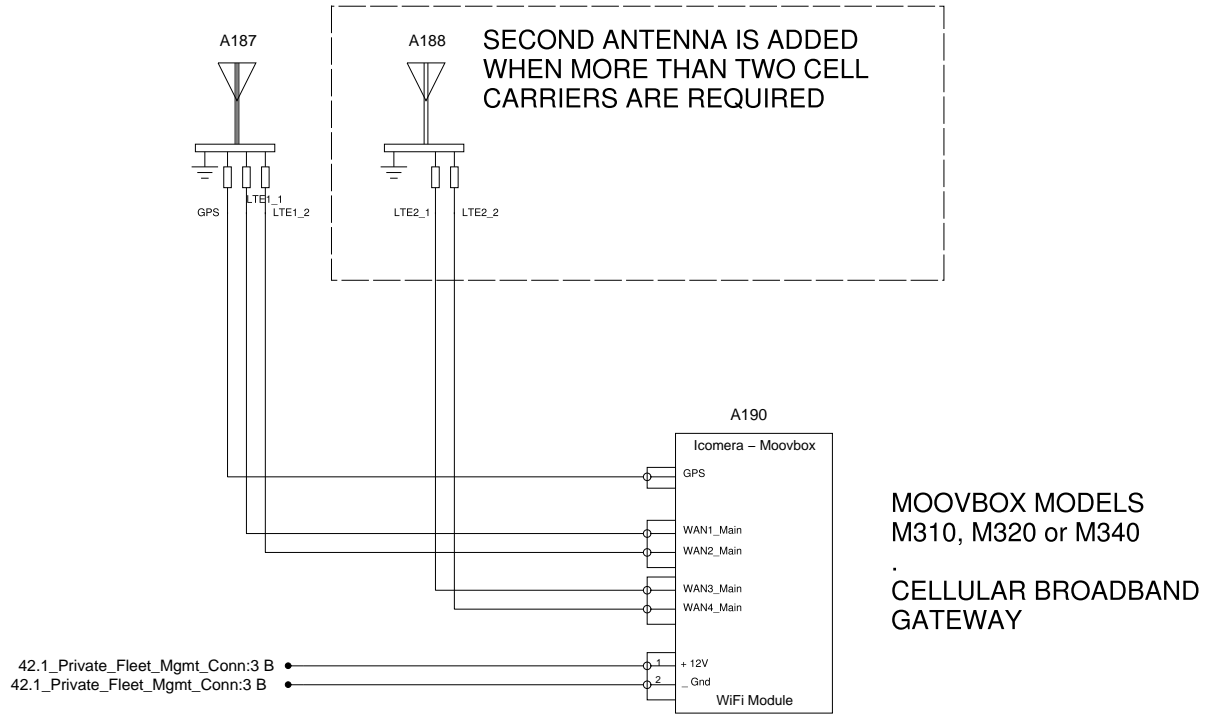 A187
A188
SECOND ANTENNA IS ADDED
WHEN MORE THAN TWO CELL
CARRIERS ARE REQUIRED
LTE1_1
GPS
LTE1_2
LTE2_1
LTE2_2
A190
Icomera – Moovbox
GPS
WAN1_Main
WAN2_Main
WAN3_Main
WAN4_Main
MOOVBOX MODELS
M310, M320 or M340
.
CELLULAR BROADBAND
GATEWAY
42.1_Private_Fleet_Mgmt_Conn:3 B
1
+ 12V
42.1_Private_Fleet_Mgmt_Conn:3 B
2
_ Gnd
WiFi Module